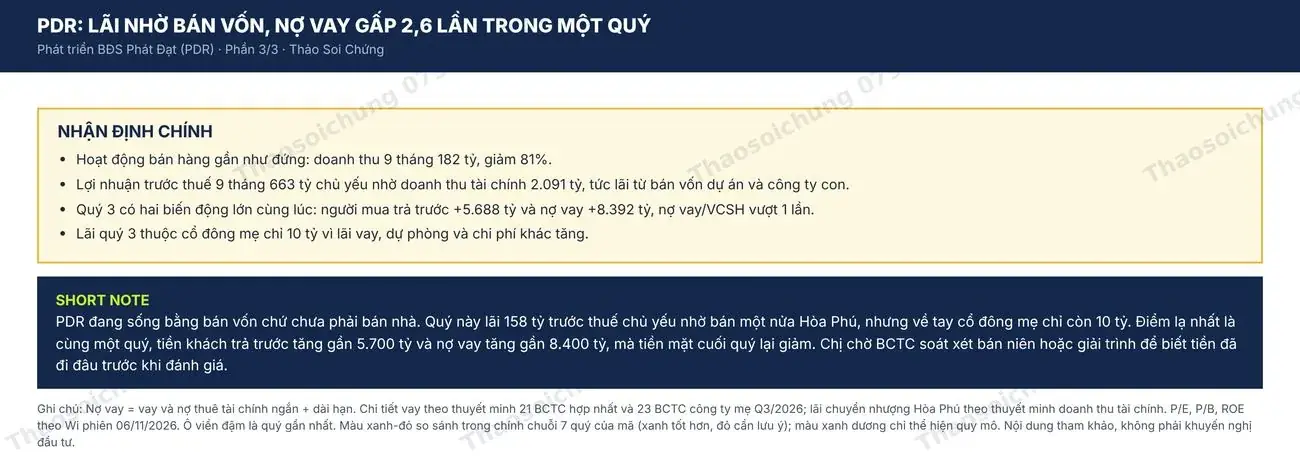 PDR: LÃI NHỜ BÁN VỐN, NỢ VAY GẤP 2,6 LẦN TRONG MỘT QUÝ
Phát triển BĐS Phát Đạt (PDR) · Phần 3/3 · Thảo Soi Chứng
NHẬN ĐỊNH CHÍNH
• Hoạt động bán hàng gần như đứng: doanh thu 9 tháng 182 tỷ, giảm 81%.
• Lợi nhuận trước thuế 9 tháng 663 tỷ chủ yếu nhờ doanh thu tài chính 2.091 tỷ, tức lãi từ bán vốn dự án và công ty con.
• Quý 3 có hai biến động lớn cùng lúc: người mua trả trước +5.688 tỷ và nợ vay +8.392 tỷ, nợ vay/VCSH vượt 1 lần.
• Lãi quý 3 thuộc cổ đông mẹ chỉ 10 tỷ vì lãi vay, dự phòng và chi phí khác tăng.
SHORT NOTE
PDR đang sống bằng bán vốn chứ chưa phải bán nhà. Quý này lãi 158 tỷ trước thuế chủ yếu nhờ bán một nửa Hòa Phú, nhưng về tay cổ đông mẹ chỉ còn 10 tỷ. Điểm lạ nhất là
cùng một quý, tiền khách trả trước tăng gần 5.700 tỷ và nợ vay tăng gần 8.400 tỷ, mà tiền mặt cuối quý lại giảm. Chị chờ BCTC soát xét bán niên hoặc giải trình để biết tiền đã
đi đâu trước khi đánh giá.
Ghi chú: Nợ vay = vay và nợ thuê tài chính ngắn + dài hạn. Chi tiết vay theo thuyết minh 21 BCTC hợp nhất và 23 BCTC công ty mẹ Q3/2026; lãi chuyển nhượng Hòa Phú theo thuyết minh doanh thu tài chính. P/E, P/B, ROE
theo Wi phiên 06/11/2026. Ô viền đậm là quý gần nhất. Màu xanh-đỏ so sánh trong chính chuỗi 7 quý của mã (xanh tốt hơn, đỏ cần lưu ý); màu xanh dương chỉ thể hiện quy mô. Nội dung tham khảo, không phải khuyến nghị
đầu tư.